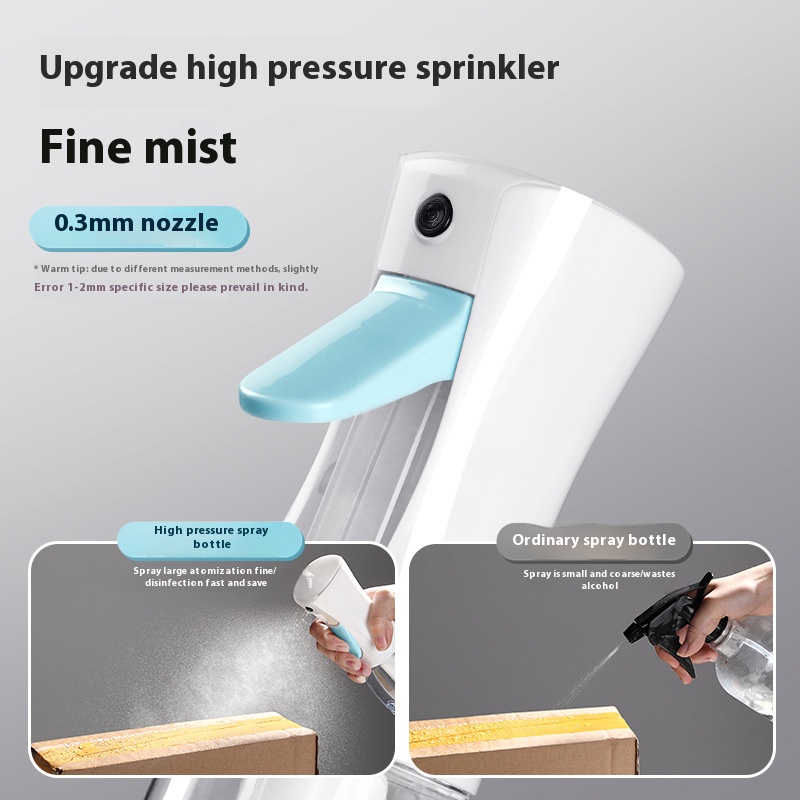 Upgrade high pressure sprinkler
Fine mist
0.3mm nozzle
* Warm tip: due to different measurement methods, slightly
Error 1-2mm specific size please prevail in kind.
High pressure spray
bottle
Spray large atomization fine/
disinfection fast and save
Ordinary spray bottle
Spray is small and coarse/wastes
alcohol